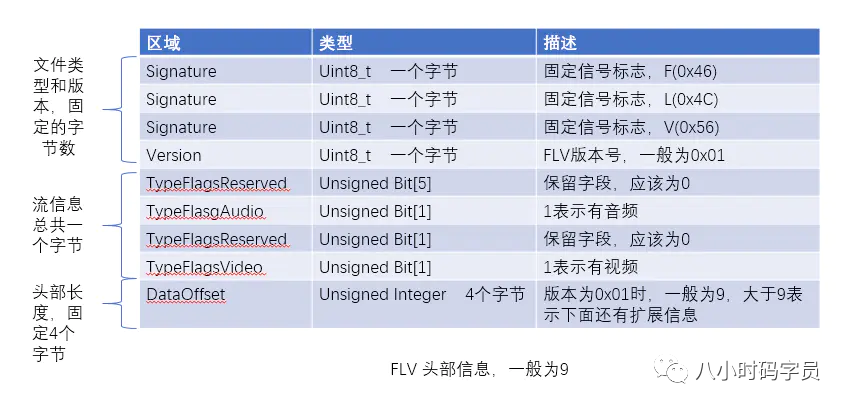 区域 类型 描述
文件类型和版本，固定的字节数
Signature Uint8_t 一个字节 固定信号标志，F(0x46)
Signature Uint8_t 一个字节 固定信号标志，L(0x4C)
Signature Uint8_t 一个字节 固定信号标志，V(0x56)
Version Uint8_t 一个字节 FLV版本号，一般为0x01
流信息
总共一
个字节
TypeFlagsReserved Unsigned Bit[5] 保留字段，应该为0
TypeFlasgAudio Unsigned Bit[1] 1表示有音频
TypeFlagsReserved Unsigned Bit[1] 保留字段，应该为0
TypeFlagsVideo Unsigned Bit[1] 1表示有视频
头部长
度，固
定4个
字节
DataOffset Unsigned Integer 4个字节 版本为0x01时，一般为9，大于9表
示下面还有扩展信息
FLV 头部信息，一般为9
八小时码字员